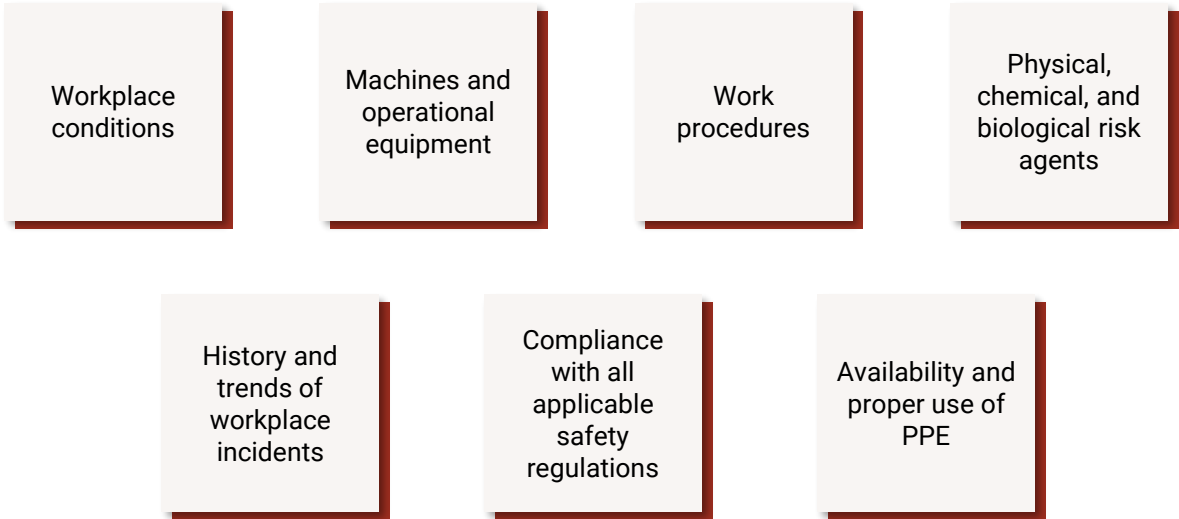 Workplace
conditions
Machines and
operational
equipment
Work
procedures
Physical,
chemical, and
biological risk
agents
History and
trends of
workplace
incidents
Compliance
with all
applicable
safety
regulations
Availability and
proper use of
PPE